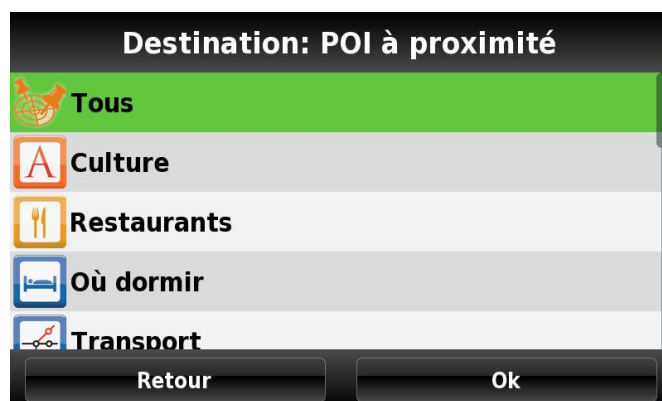 Destination: POI à proximité
Tous
A Culture
Restaurants
Où dormir
Transport
Retour Ok